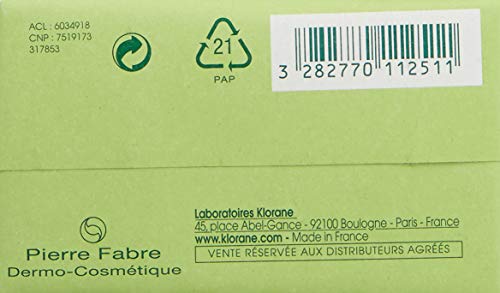 ACL : 6034918
CNP : 7519173
317853
21
PAP
3 282770 112511
Pierre Fabre
Dermo-Cosmétique
Laboratoires Klorane
45, place Abel-Gance - 92100 Boulogne - Paris - France
www.klorane.com - Made in France
VENTE RÉSERVÉE AUX DISTRIBUTEURS AGRÉÉS